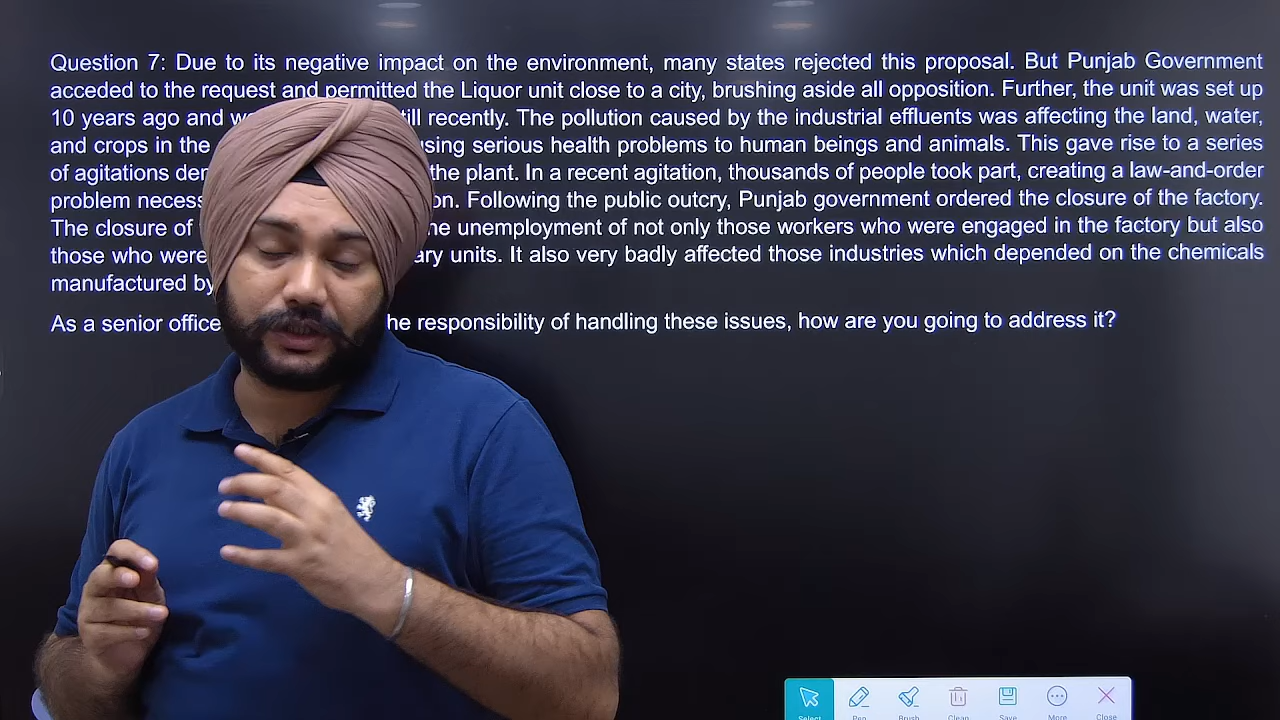 Question 7: Due to its negative impact on the environment, many states rejected this proposal. But Punjab Government
acceded to the request and permitted the Liquor unit close to a city, brushing aside all opposition. Further, the unit was set up
10 years ago and till recently. The pollution caused by the industrial effluents was affecting the land, water,
and crops in the serious health problems to human beings and animals. This gave rise to a series
of agitations the plant. In a recent agitation, thousands of people took part, creating a law-and-order
problem Following the public outcry, Punjab government ordered the closure of the factory.
The closure of unemployment of not only those workers who were engaged in the factory but also
those who were units. It also very badly affected those industries which depended on the chemicals
manufactured by
As a senior responsibility of handling these issues, how are you going to address it?
Select
Pen
Brush
Clean
Save
More
Close